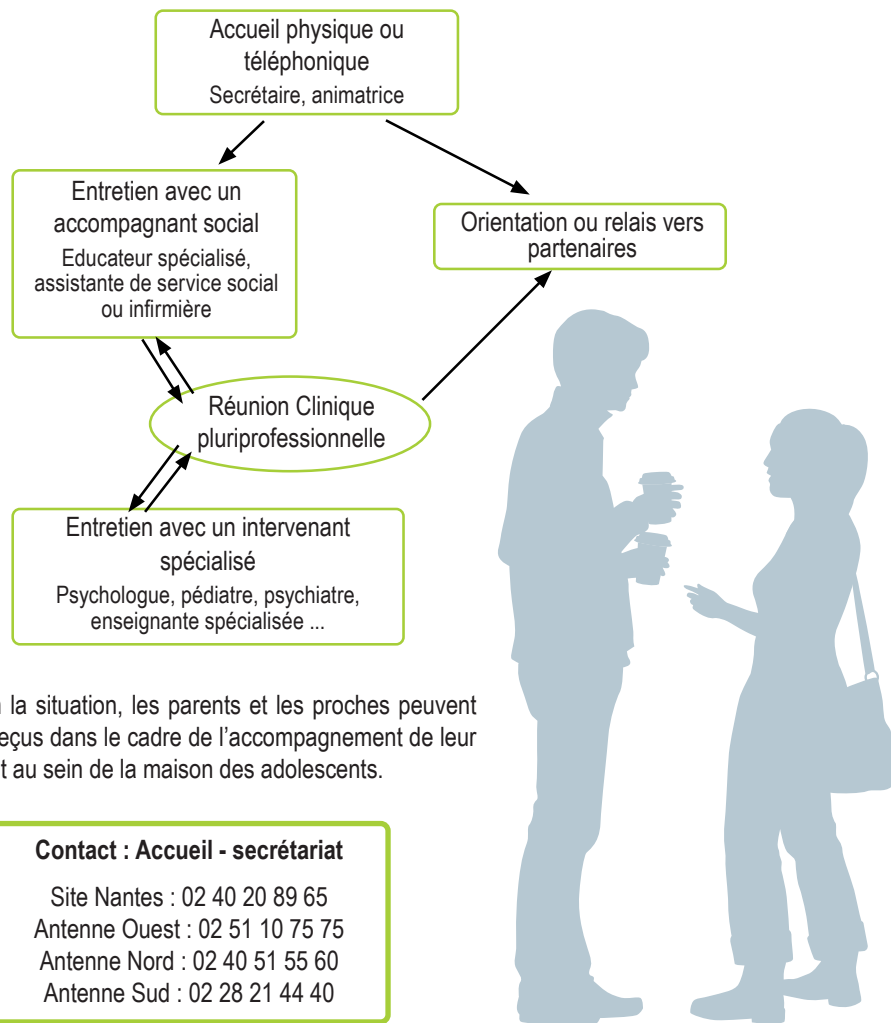 Accueil physique ou
téléphonique
Secrétaire, animatrice
Entretien avec un
accompagnant social
Educateur spécialisé,
assistante de service social
ou infirmière
Orientation ou relais vers
partenaires
Réunion Clinique
pluriprofessionnelle
Entretien avec un intervenant
spécialisé
Psychologue, pédiatre, psychiatre,
enseignante spécialisée ...
la situation, les parents et les proches peuvent
eçus dans le cadre de l’accompagnement de leur
t au sein de la maison des adolescents.
Contact : Accueil - secrétariat
Site Nantes : 02 40 20 89 65
Antenne Ouest : 02 51 10 75 75
Antenne Nord : 02 40 51 55 60
Antenne Sud : 02 28 21 44 40